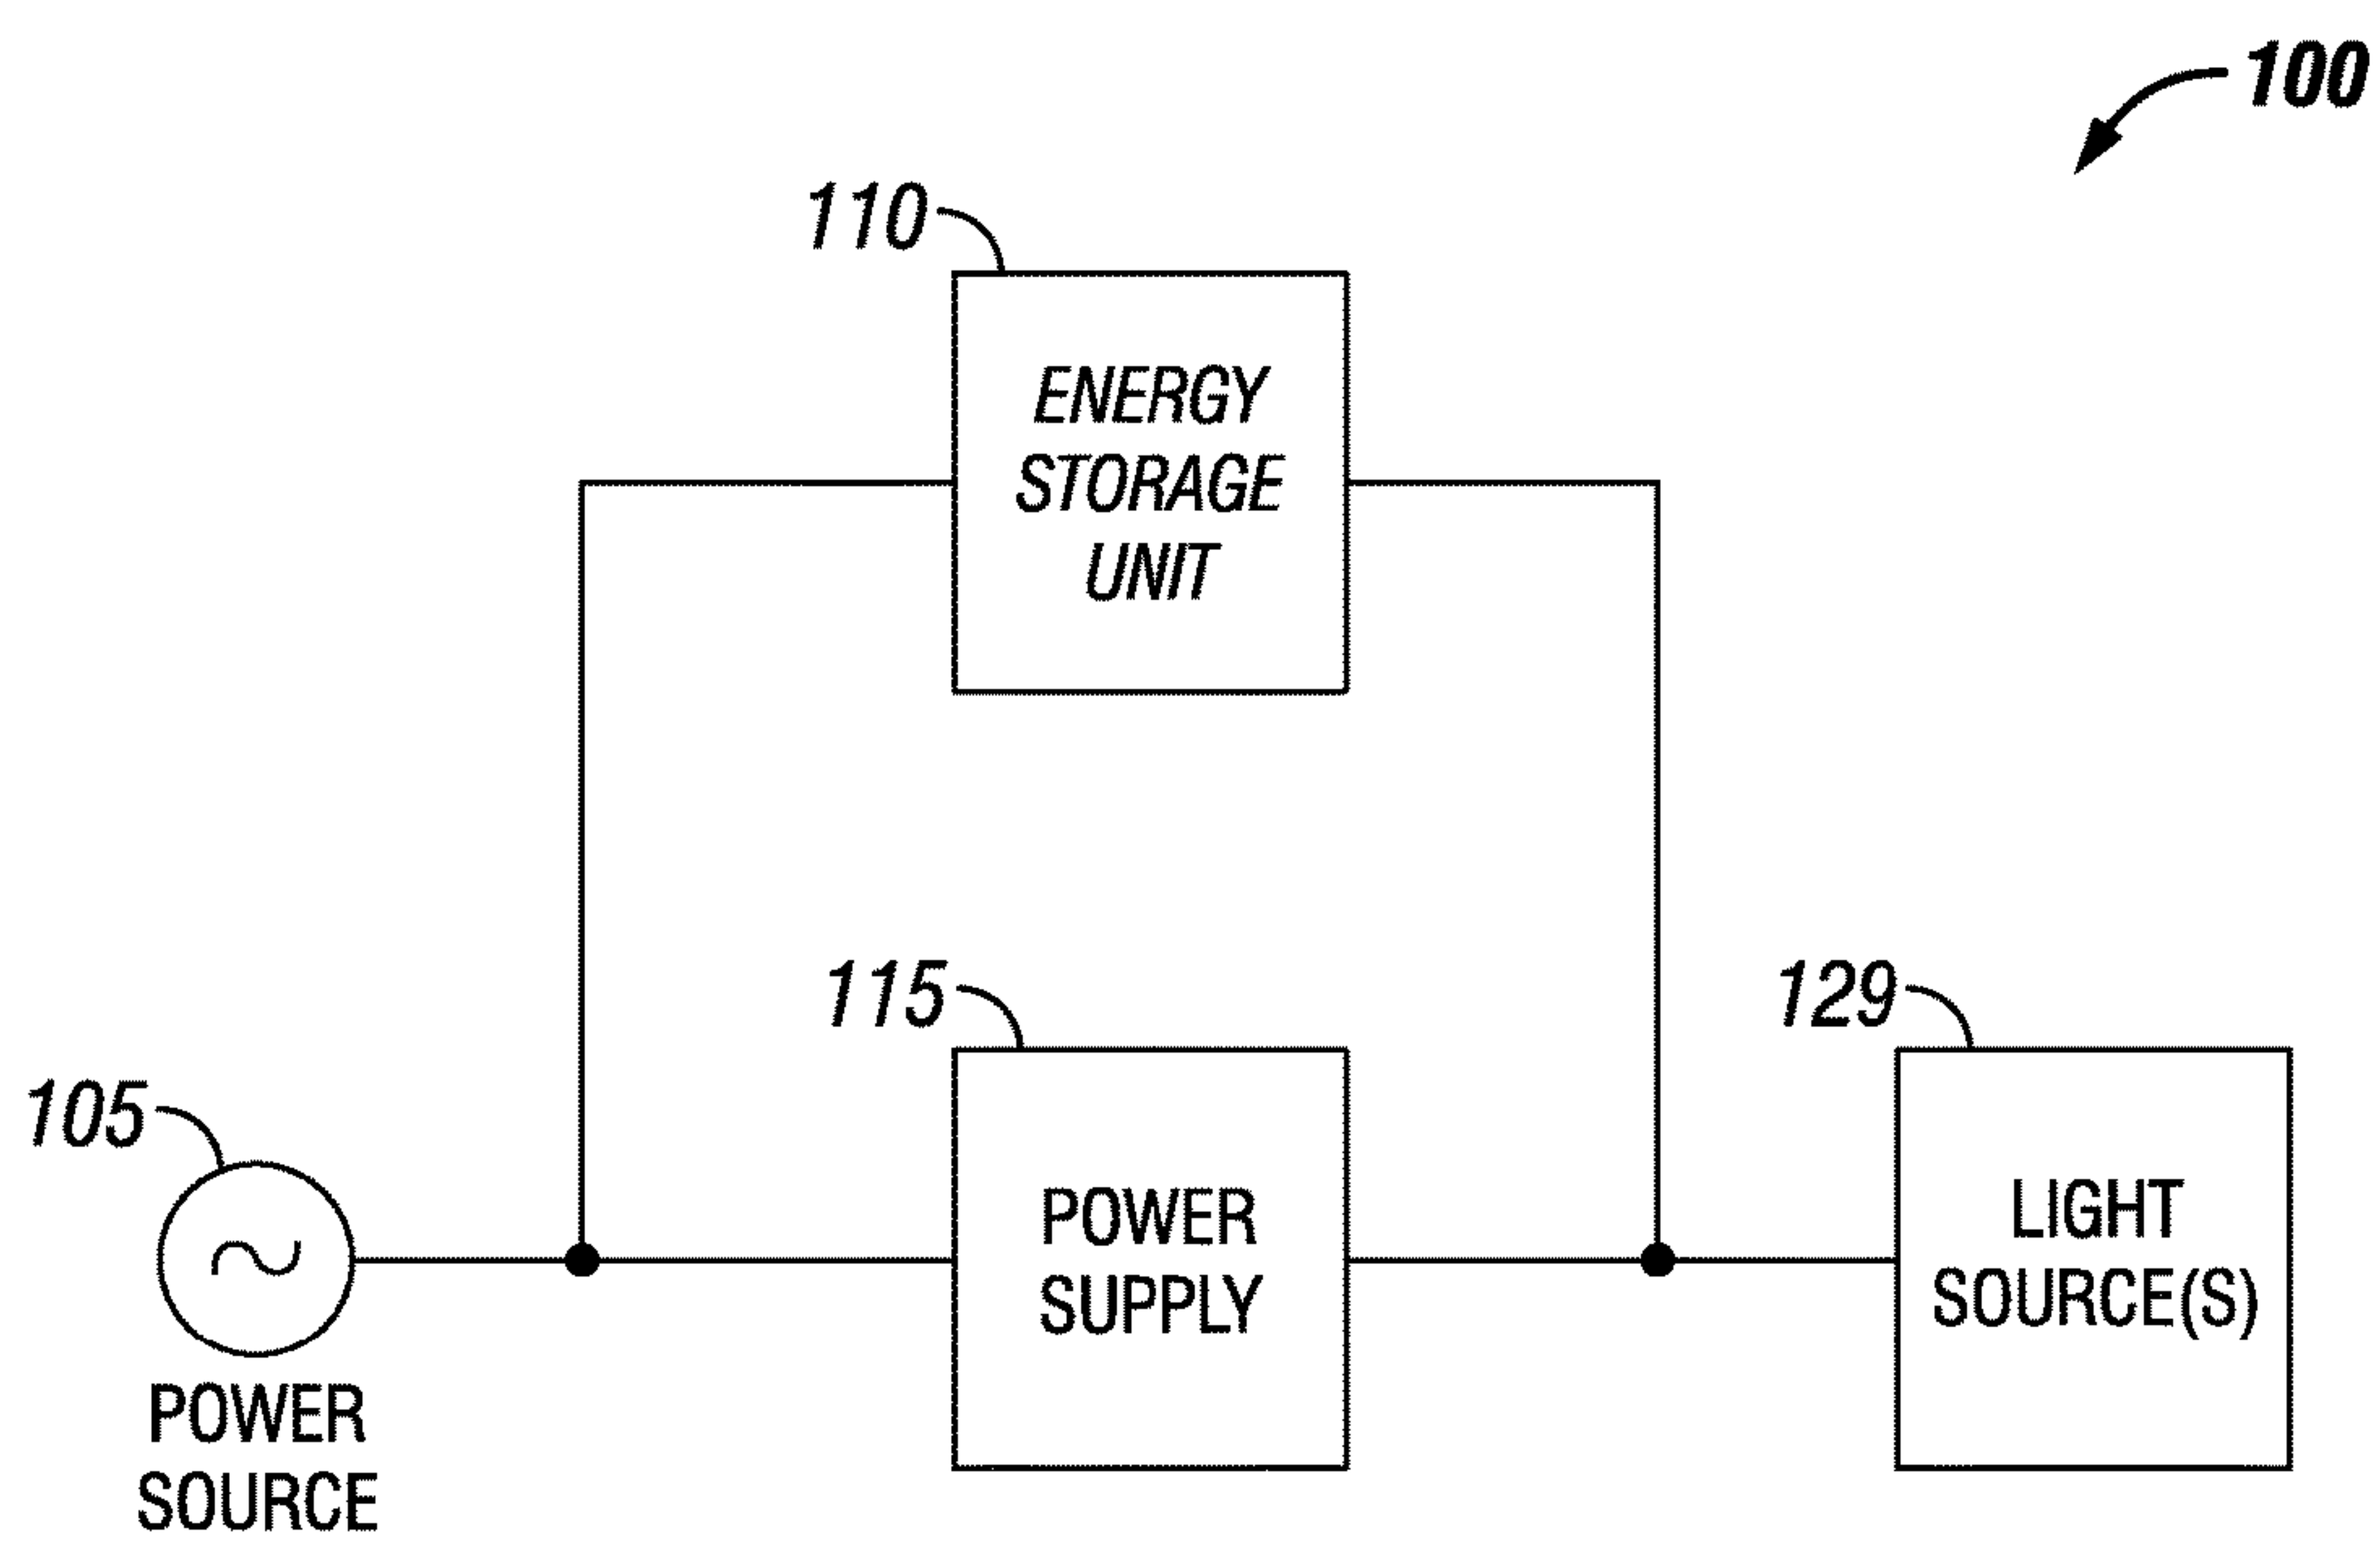 100
110
ENERGY
STORAGE
UNIT
115
129
105
POWER
SUPPLY
LIGHT
SOURCE(S)
POWER
SOURCE